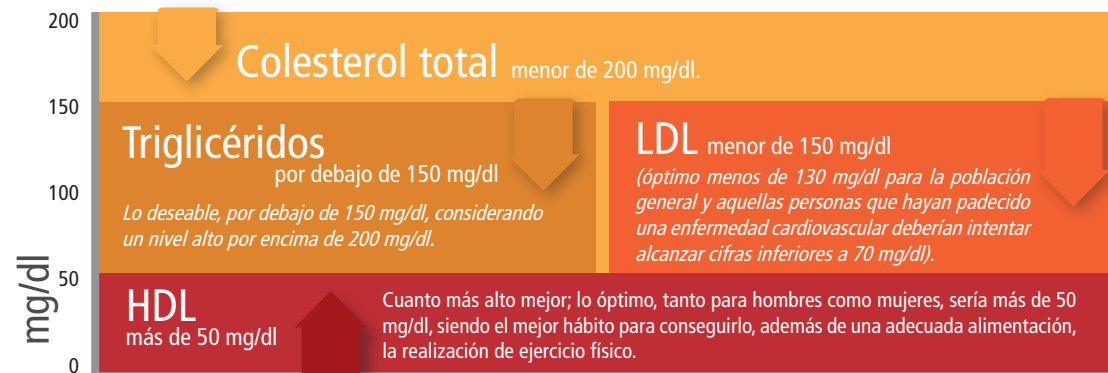 200
Colesterol total menor de 200 mg/dl.
150
Triglicéridos
por debajo de 150 mg/dl
Lo deseable, por debajo de 150 mg/dl, considerando
un nivel alto por encima de 200 mg/dl.
LDL menor de 150 mg/dl
(óptimo menos de 130 mg/dl para la población
general y aquellas personas que hayan padecido
una enfermedad cardiovascular deberían intentar
alcanzar cifras inferiores a 70 mg/dl).
100
mg/dl
50
HDL
más de 50 mg/dl
Cuanto más alto mejor; lo óptimo, tanto para hombres como mujeres, sería más de 50
mg/dl, siendo el mejor hábito para conseguirlo, además de una adecuada alimentación,
la realización de ejercicio físico.
0